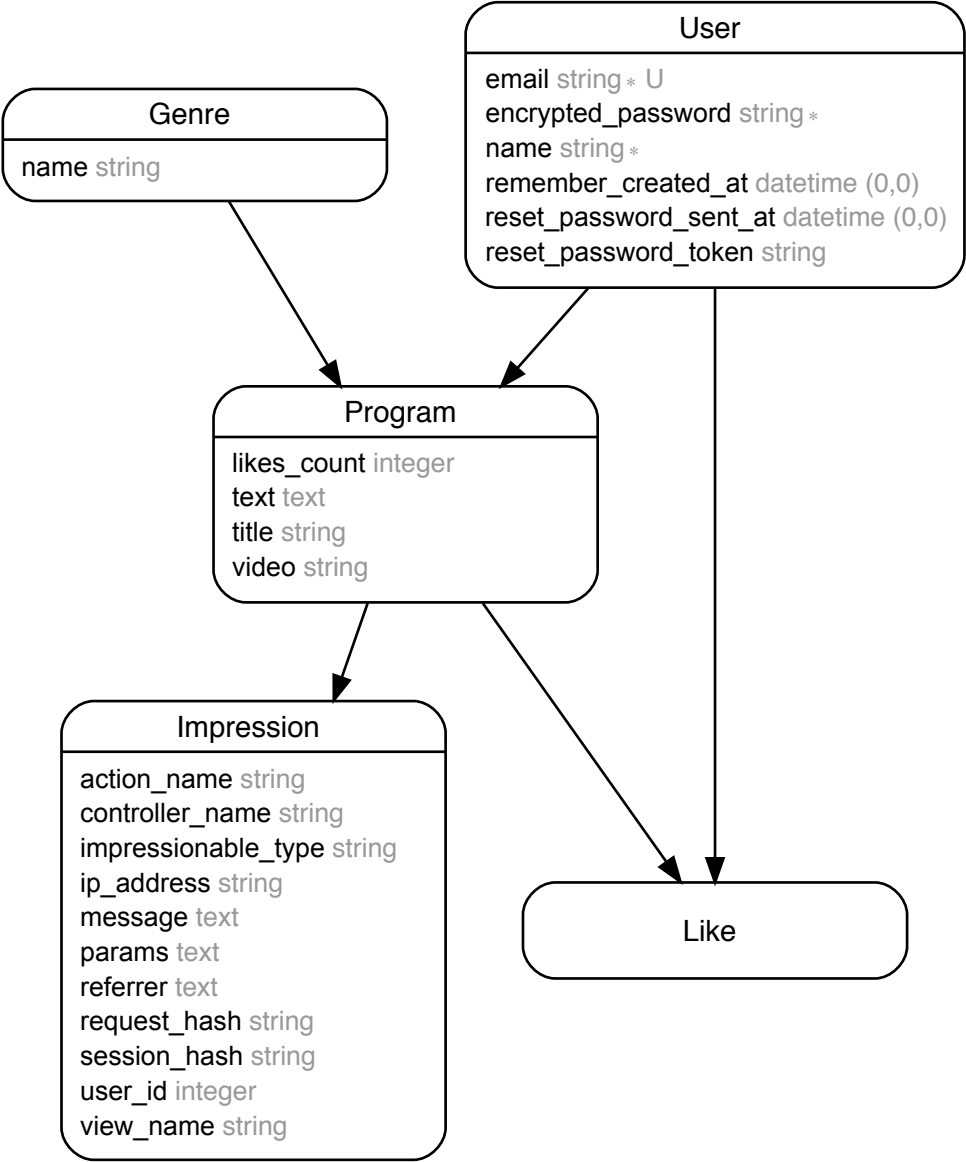 Genre
name string
User
email string∗ U
encrypted_password string∗
name string∗
remember_created_at datetime (0,0)
reset_password_sent_at datetime (0,0)
reset_password_token string
Program
likes_count integer
text text
title string
video string
Impression
action_name string
controller_name string
impressionable_type string
ip_address string
message text
params text
referrer text
request_hash string
session_hash string
user_id integer
view_name string
Like